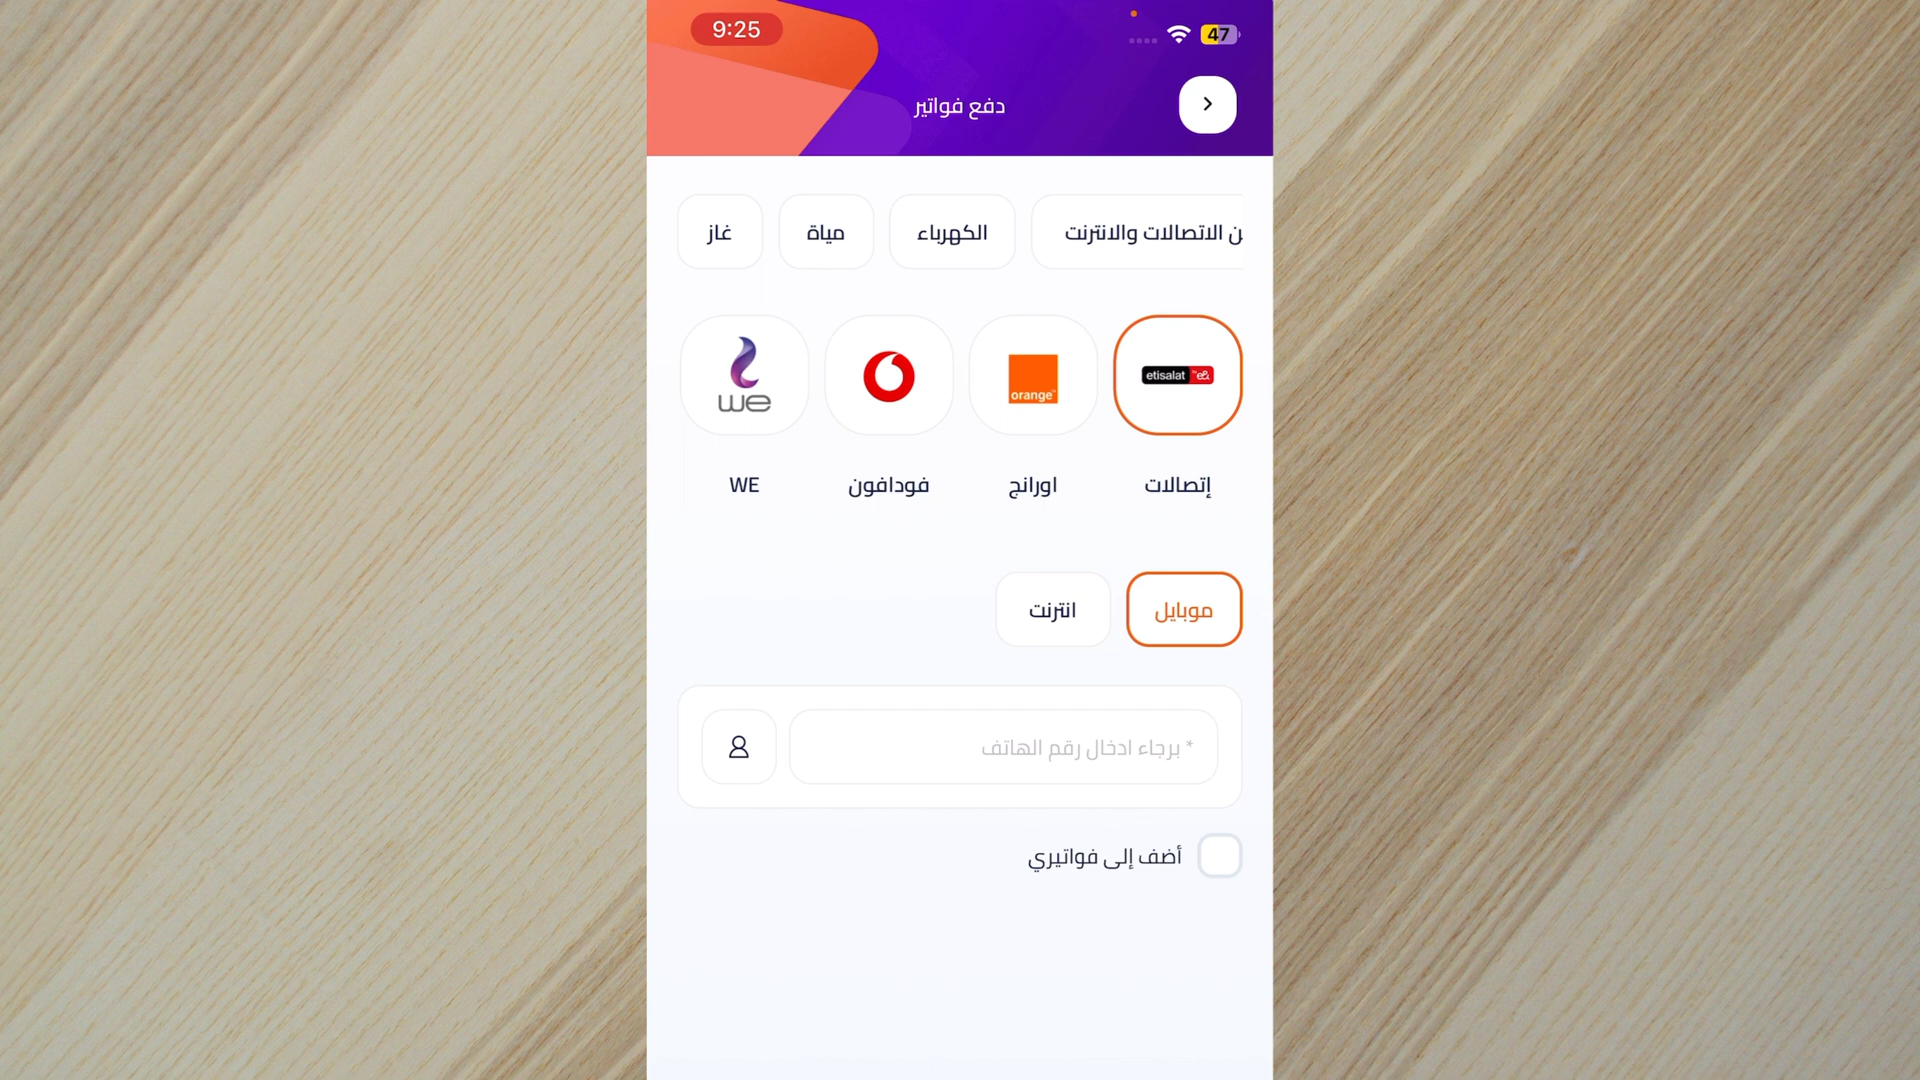 9:25
47
دفع فواتير
ن الاتصالات والانترنت
الكهرباء
مياة
غاز
etisalat by e&
orange
we
إتصالات
اورانج
فودافون
WE
موبايل
انترنت
* برجاء ادخال رقم الهاتف
أضف إلى فواتيري